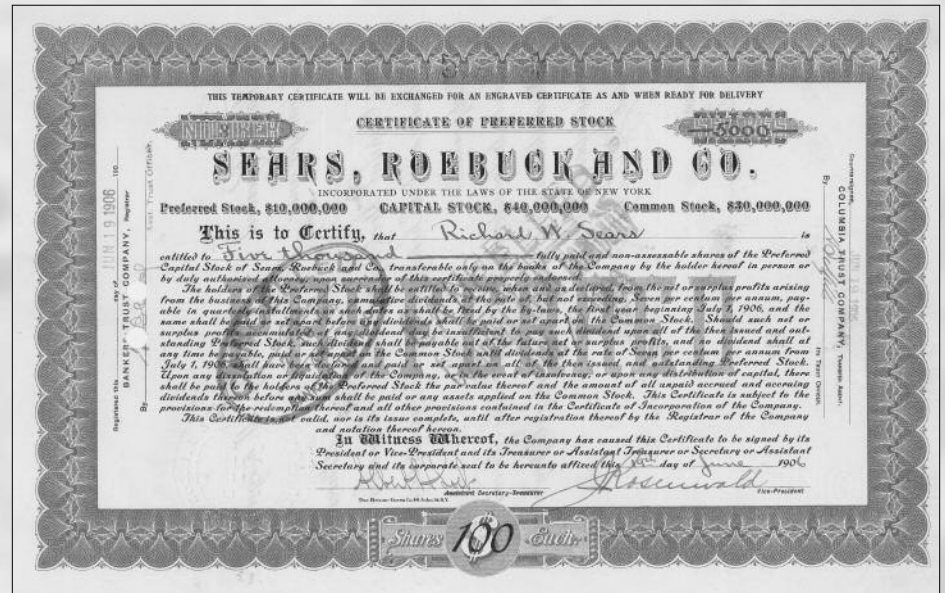 THIS TEMPORARY CERTIFICATE WILL BE EXCHANGED FOR AN ENGRAVED CERTIFICATE AS AND WHEN READY FOR DELIVERY
NUMBER
CERTIFICATE OF PREFERRED STOCK
5000
SEARS, ROEBUCK AND CO.
INCORPORATED UNDER THE LAWS OF THE STATE OF NEW YORK
Preferred Stock, $10,000,000 CAPITAL STOCK, $40,000,000 Common Stock, $30,000,000
This is to Certify, that Richard W. Sears is
entitled to Five thousand fully paid and non-assessable shares of the Preferred
Capital Stock of Sears, Roebuck and Co., transferable only on the books of the Company by the holder hereof in person or
by duly authorized attorney, upon surrender of this certificate properly endorsed.
The holders of the Preferred Stock shall be entitled to receive, when and as declared, from the net or surplus profits arising
from the business of this Company, cumulative dividends at the rate of, but not exceeding, Seven per centum per annum, pay-
able in quarterly installments on such dates as shall be fixed by the by-laws, the first year beginning July 1, 1906, and the
same shall be paid or set apart before any dividends shall be paid or set apart on the Common Stock. Should such net or
surplus profits accumulated at any dividend day be insufficient to pay such dividend upon all of the then issued and out-
standing Preferred Stock, such dividend shall be payable out of the future net or surplus profits, and no dividend shall at
any time be payable, paid or set apart on the Common Stock until dividends at the rate of Seven per centum per annum from
July 1, 1906, shall have been declared and paid or set apart on all of the then issued and outstanding Preferred Stock.
Upon any dissolution or liquidation of the Company, or in the event of insolvency, or upon any distribution of capital, there
shall be paid to the holders of the Preferred Stock the par value thereof and the amount of all unpaid accrued and accruing
dividends thereon before any sum shall be paid or any assets applied on the Common Stock. This Certificate is subject to the
provisions for the redemption thereof and all other provisions contained in the Certificate of Incorporation of the Company.
This Certificate is not valid, nor is its issue complete, until after registration thereof by the Registrar of the Company
and notation thereof hereon.
In Witness Whereof, the Company has caused this Certificate to be signed by its
President or Vice-President and its Treasurer or Assistant Treasurer or Secretary or Assistant
Secretary and its corporate seal to be hereunto affixed this 19th day of June 1906
J Rosenwald
Secretary-Treasurer
Vice-President
Shares $100 Each.
Registered this day of 190
JUN 19 1906
BANKERS TRUST COMPANY, Registrar
By
Asst. Trust Officer.
Countersigned,
COLUMBIA TRUST COMPANY, Transfer Agent.
By